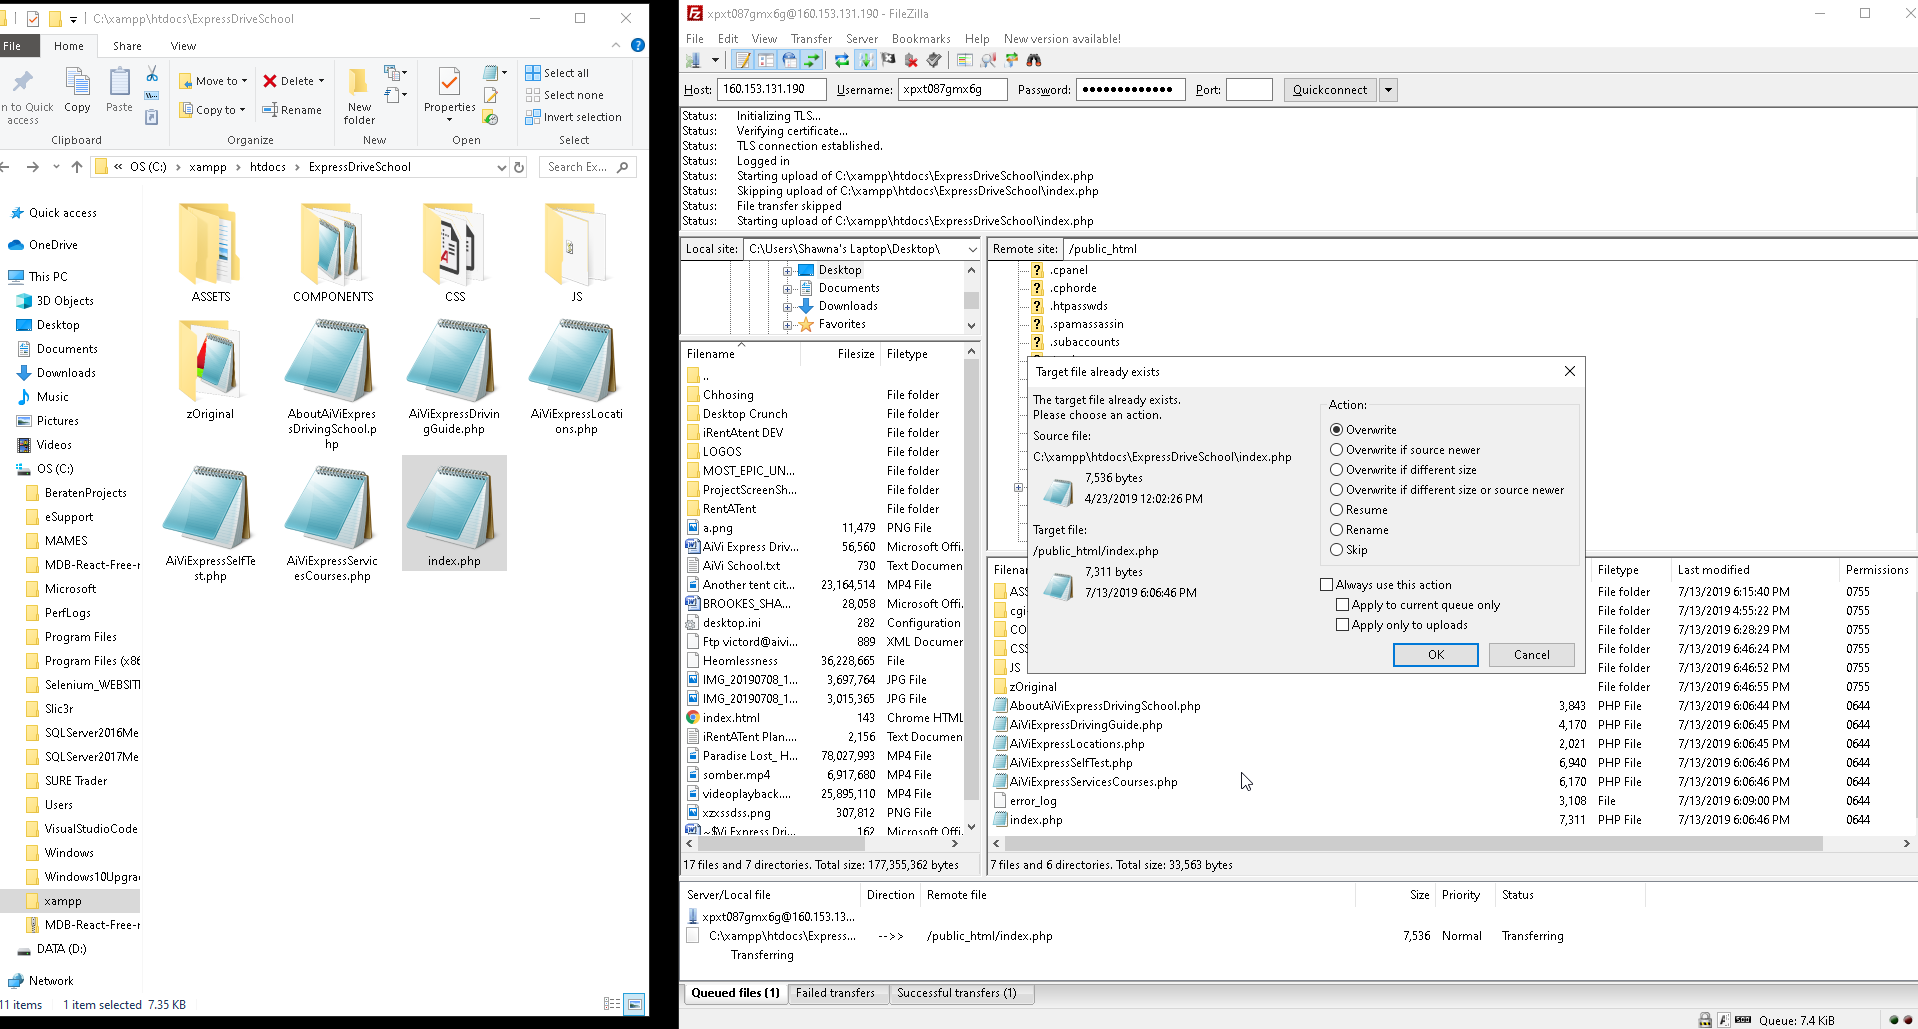 C:\xampp\htdocs\ExpressDriveSchool
File Home Share View
n to Quick access
Copy
Paste
Clipboard
Move to
Copy to
Delete
Rename
Organize
New folder
New
Properties
Open
Select all
Select none
Invert selection
Select
« OS (C:) › xampp › htdocs › ExpressDriveSchool
Search Ex...
Quick access
OneDrive
This PC
3D Objects
Desktop
Documents
Downloads
Music
Pictures
Videos
OS (C:)
BeratenProjects
eSupport
MAMES
MDB-React-Free-r
Microsoft
PerfLogs
Program Files
Program Files (x86
Selenium_WEBSITI
Slic3r
SQLServer2016Me
SQLServer2017Me
SURE Trader
Users
VisualStudioCode
Windows
Windows10Upgra
xampp
MDB-React-Free-r
DATA (D:)
Network
ASSETS
COMPONENTS
CSS
JS
zOriginal
AboutAiViExpres
sDrivingSchool.p
hp
AiViExpressDrivin
gGuide.php
AiViExpressLocati
ons.php
AiViExpressSelfTe
st.php
AiViExpressServic
esCourses.php
index.php
11 items 1 item selected 7.35 KB
xpxt087gmx6g@160.153.131.190 - FileZilla
File Edit View Transfer Server Bookmarks Help New version available!
Host: 160.153.131.190 Username: xpxt087gmx6g Password: ●●●●●●●●●●●●● Port: Quickconnect
Status: Initializing TLS...
Status: Verifying certificate...
Status: TLS connection established.
Status: Logged in
Status: Starting upload of C:\xampp\htdocs\ExpressDriveSchool\index.php
Status: Skipping upload of C:\xampp\htdocs\ExpressDriveSchool\index.php
Status: File transfer skipped
Status: Starting upload of C:\xampp\htdocs\ExpressDriveSchool\index.php
Local site: C:\Users\Shawna's Laptop\Desktop\
Desktop
Documents
Downloads
Favorites
Filename Filesize Filetype
..
Chhosing File folder
Desktop Crunch File folder
iRentAtent DEV File folder
LOGOS File folder
MOST_EPIC_UN... File folder
ProjectScreenSh... File folder
RentATent File folder
a.png 11,479 PNG File
AiVi Express Driv... 56,560 Microsoft Offi.
AiVi School.txt 730 Text Documen
Another tent cit... 23,164,514 MP4 File
BROOKES_SHA... 28,058 Microsoft Offi.
desktop.ini 282 Configuration
Ftp victord@aivi... 889 XML Documer
Heomlessness 36,228,665 File
IMG_20190708_1... 3,697,764 JPG File
IMG_20190708_1... 3,015,365 JPG File
index.html 143 Chrome HTML
iRentATent Plan.... 2,156 Text Documen
Paradise Lost_ H... 78,027,993 MP4 File
somber.mp4 6,917,680 MP4 File
videoplayback.... 25,895,110 MP4 File
xzxssdss.png 307,812 PNG File
~$Vi Express Dri... 162 Microsoft Offi.
17 files and 7 directories. Total size: 177,355,362 bytes
Remote site: /public_html
.cpanel
.cphorde
.htpasswds
.spamassassin
.subaccounts
Target file already exists
The target file already exists.
Please choose an action.
Source file:
C:\xampp\htdocs\ExpressDriveSchool\index.php
7,536 bytes
4/23/2019 12:02:26 PM
Target file:
/public_html/index.php
7,311 bytes
7/13/2019 6:06:46 PM
Action:
Overwrite
Overwrite if source newer
Overwrite if different size
Overwrite if different size or source newer
Resume
Rename
Skip
Always use this action
Apply to current queue only
Apply only to uploads
OK Cancel
Filenar Filetype Last modified Permissions
AS File folder 7/13/2019 6:15:40 PM 0755
cgi File folder 7/13/2019 4:55:22 PM 0755
CO File folder 7/13/2019 6:28:29 PM 0755
CSS File folder 7/13/2019 6:46:24 PM 0755
JS File folder 7/13/2019 6:46:52 PM 0755
zOriginal File folder 7/13/2019 6:46:55 PM 0755
AboutAiViExpressDrivingSchool.php 3,843 PHP File 7/13/2019 6:06:44 PM 0644
AiViExpressDrivingGuide.php 4,170 PHP File 7/13/2019 6:06:45 PM 0644
AiViExpressLocations.php 2,021 PHP File 7/13/2019 6:06:45 PM 0644
AiViExpressSelfTest.php 6,940 PHP File 7/13/2019 6:06:45 PM 0644
AiViExpressServicesCourses.php 6,170 PHP File 7/13/2019 6:06:45 PM 0644
error_log 3,108 File 7/13/2019 6:09:00 PM 0644
index.php 7,311 PHP File 7/13/2019 6:06:46 PM 0644
7 files and 6 directories. Total size: 33,563 bytes
Server/Local file Direction Remote file Size Priority Status
xpxt087gmx6g@160.153.13...
C:\xampp\htdocs\Express... -->> /public_html/index.php 7,536 Normal Transferring
Transferring
Queued files (1) Failed transfers Successful transfers (1)
Queue: 7.4 KiB